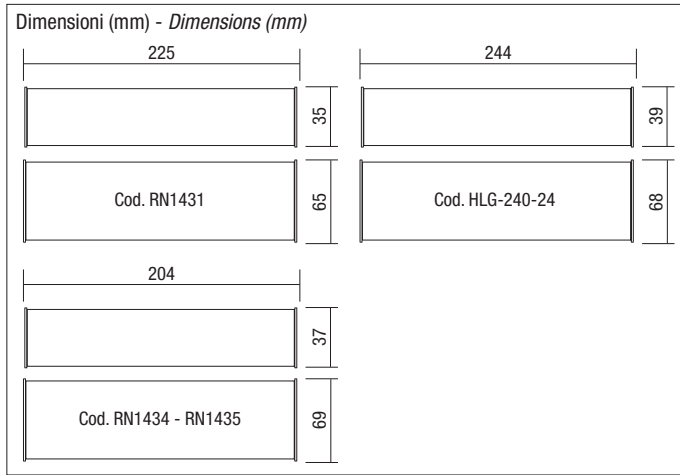 Dimensioni (mm) - Dimensions (mm)
225
35
Cod. RN1431
65
244
39
Cod. HLG-240-24
68
204
37
Cod. RN1434 - RN1435
69